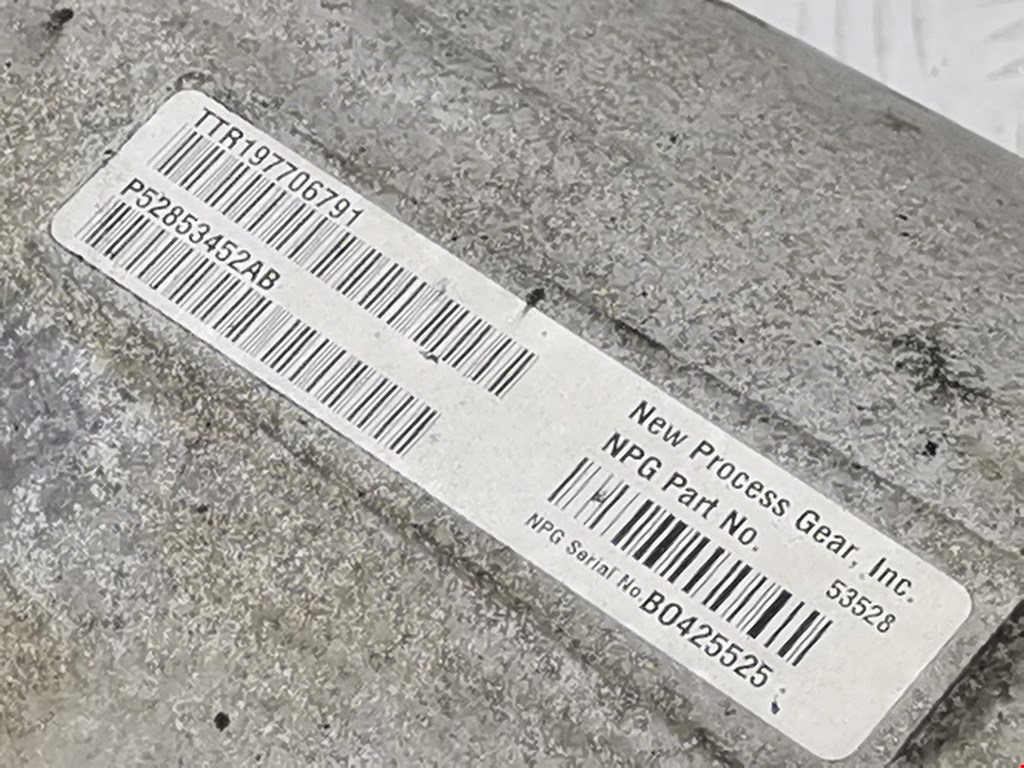 TTR197706791
P52853452AB
New Process Gear, Inc.
NPG Part No. 53528
NPG Serial No. B0425525